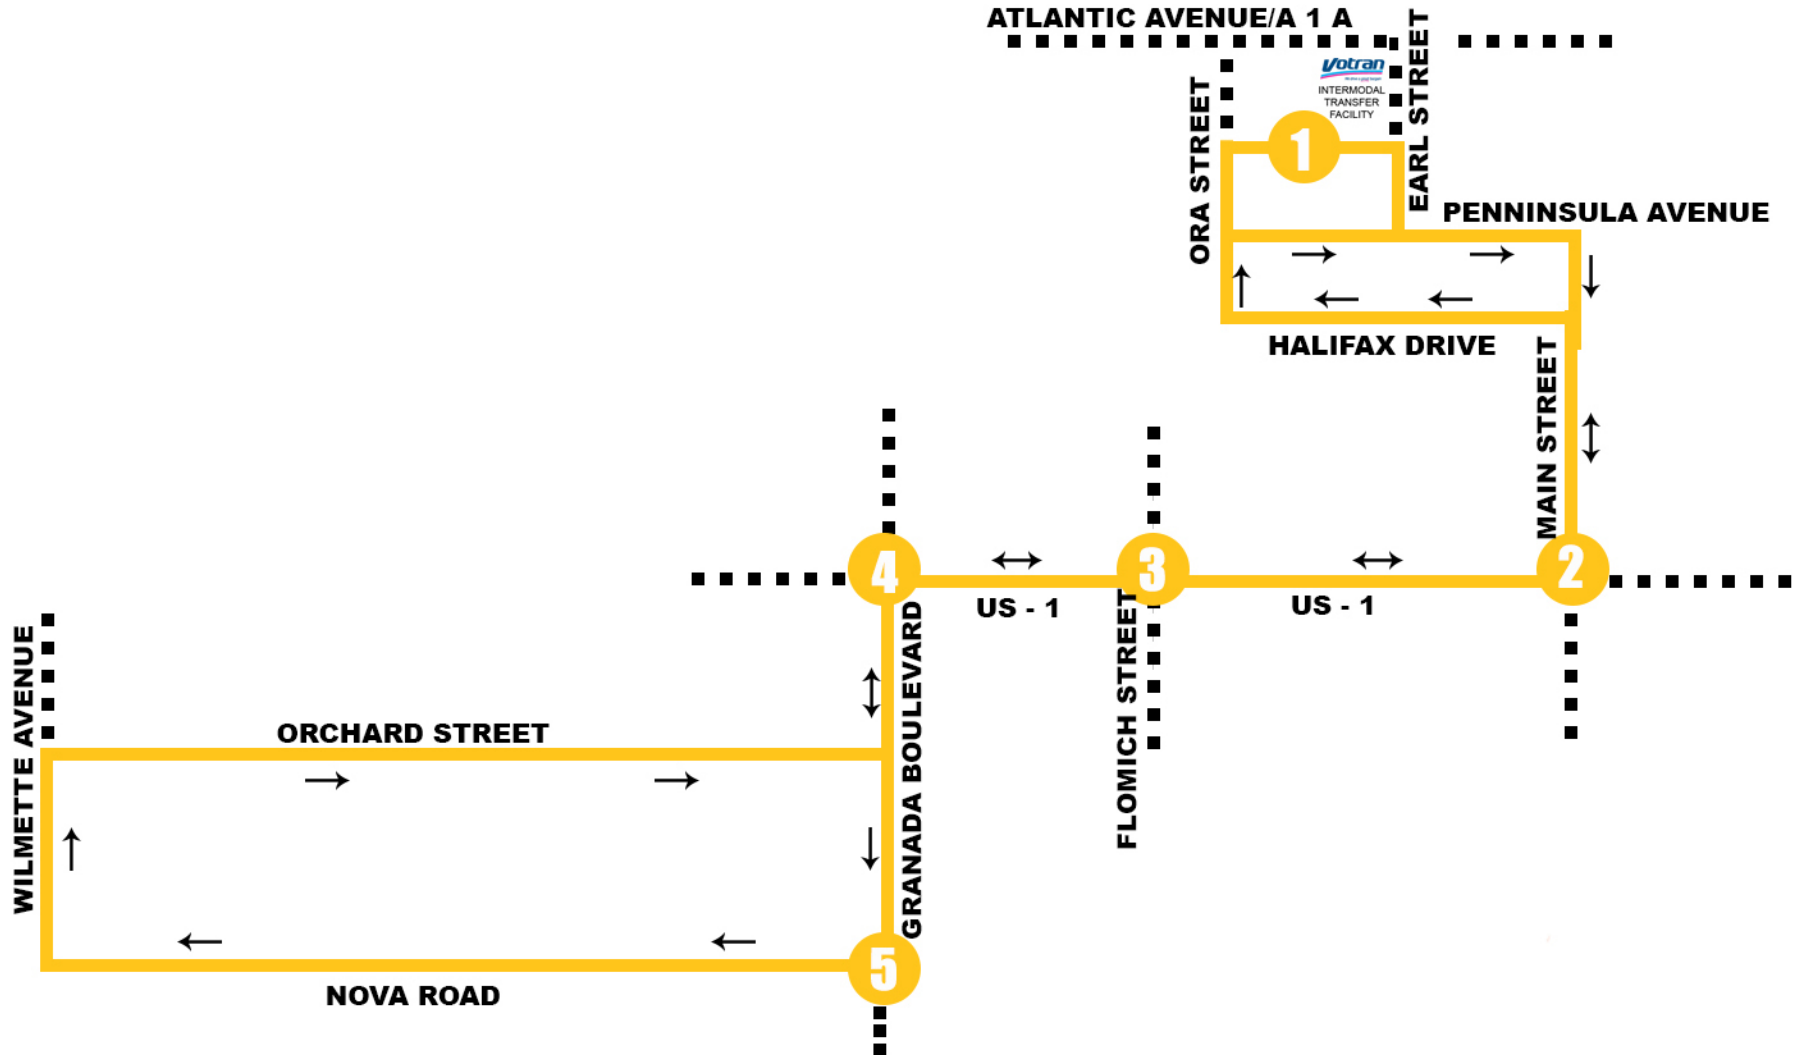 ATLANTIC AVENUE/A 1 A
EARL STREET
Votran
INTERMODAL
TRANSFER
FACILITY
ORA STREET
1
PENNINSULA AVENUE
HALIFAX DRIVE
MAIN STREET
4
3
2
US - 1
US - 1
FLOMICH STREET
GRANADA BOULEVARD
WILMETTE AVENUE
ORCHARD STREET
5
NOVA ROAD